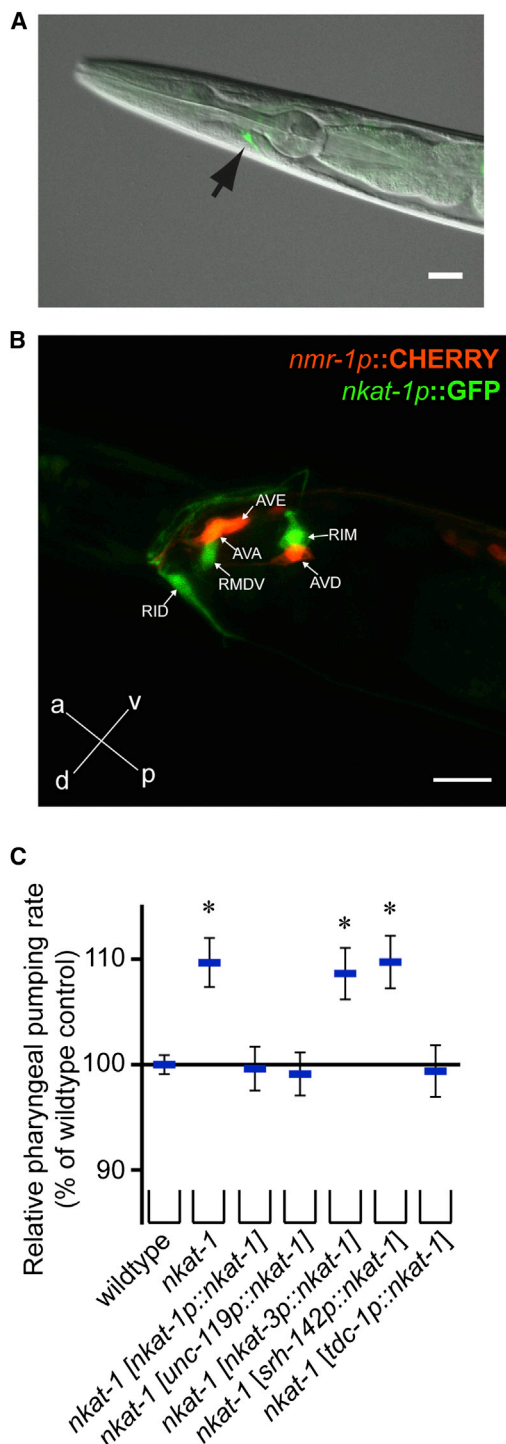 A
B
nmr-1p::CHERRY
nkat-1p::GFP
AVE
RIM
AVA
RMDV
AVD
RID
a
v
d
p
C
Relative pharyngeal pumping rate
(% of wildtype control)
*
*
*
110
100
90
wildtype
nkat-1
nkat-1 [nkat-1p::nkat-1]
nkat-1 [unc-119p::nkat-1]
nkat-1 [nkat-3p::nkat-1]
nkat-1 [srh-142p::nkat-1]
nkat-1 [tdc-1p::nkat-1]